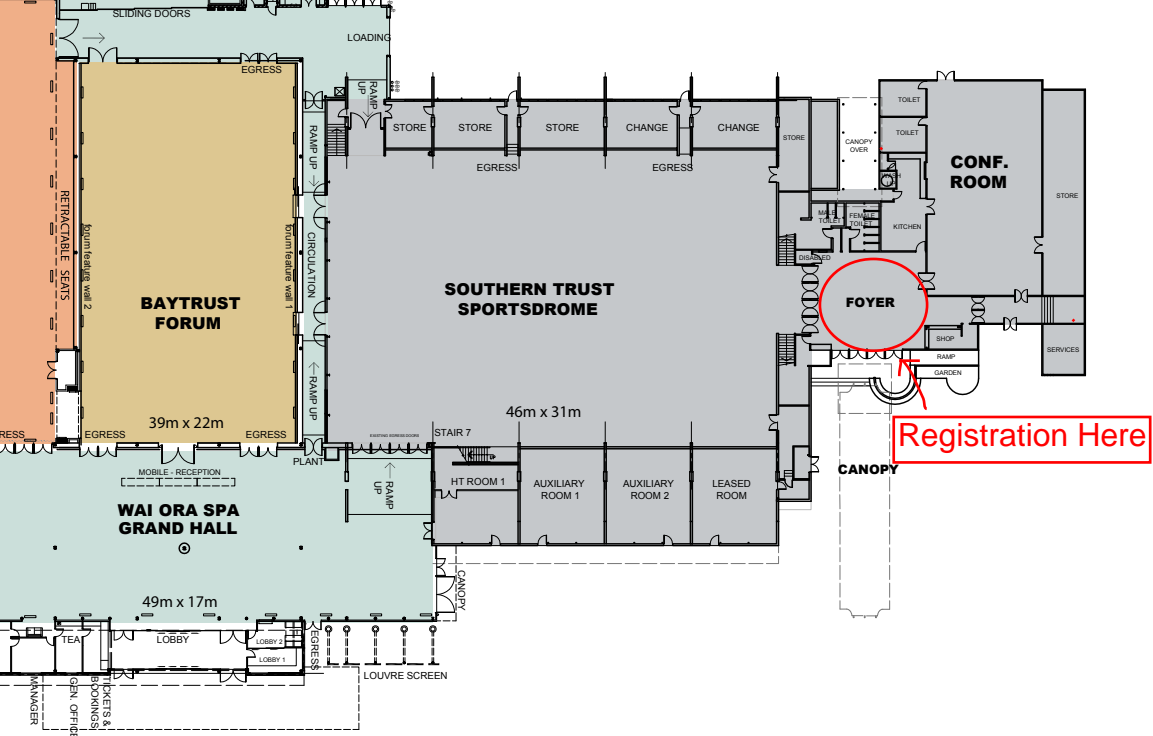 SLIDING DOORS
LOADING
EGRESS
RAMP
UP
STORE
STORE
STORE
CHANGE
CHANGE
STORE
CANOPY
OVER
TOILET
TOILET
CONF.
ROOM
STORE
RAMP UP
EGRESS
EGRESS
MALE
TOILET
FEMALE
TOILET
KITCHEN
DISABLED
RETRACTABLE SEATS
forum feature wall 2
forum feature wall 1
CIRCULATION
BAYTRUST
FORUM
SOUTHERN TRUST
SPORTSDROME
FOYER
SHOP
RAMP
GARDEN
SERVICES
RAMP UP
39m x 22m
46m x 31m
Registration Here
RESS
EGRESS
EGRESS
EXISTING EGRESS DOORS
STAIR 7
PLANT
MOBILE - RECEPTION
RAMP
UP
HT ROOM 1
AUXILIARY
ROOM 1
AUXILIARY
ROOM 2
LEASED
ROOM
CANOPY
WAI ORA SPA
GRAND HALL
49m x 17m
CANOPY
TEA
LOBBY
LOBBY 2
LOBBY 1
EGRESS
LOUVRE SCREEN
MANAGER
GEN. OFFICE
TICKETS &
BOOKINGS